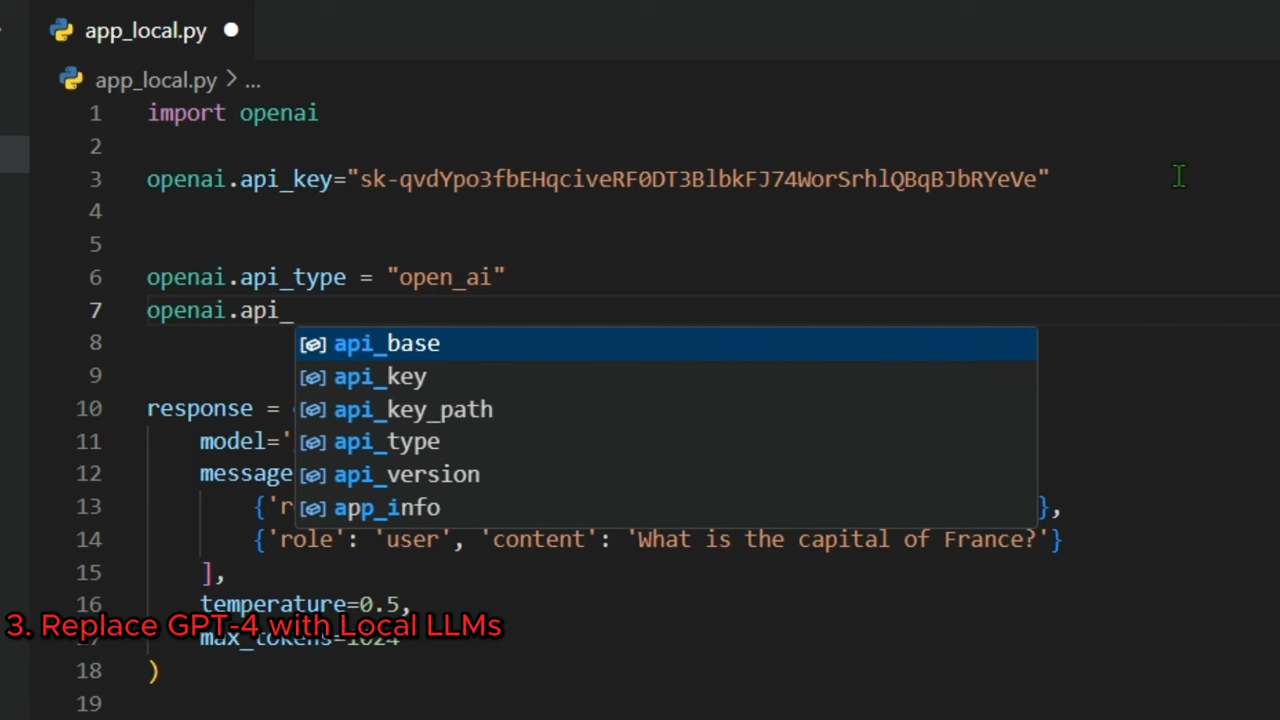 app_local.py
app_local.py > ...
1 import openai
2
3 openai.api_key="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"
4
5
6 openai.api_type = "open_ai"
7 openai.api_
8 api_base
9 api_key
api_key_path
10 response =
11 model='
api_type
12 message
api_version
13 {'r
app_info
},
14 {'role': 'user', 'content': 'What is the capital of France?'}
15 ],
16 temperature=0.5,
3. Replace GPT-4 with Local LLMs
max_tokens=1024
18 )
19